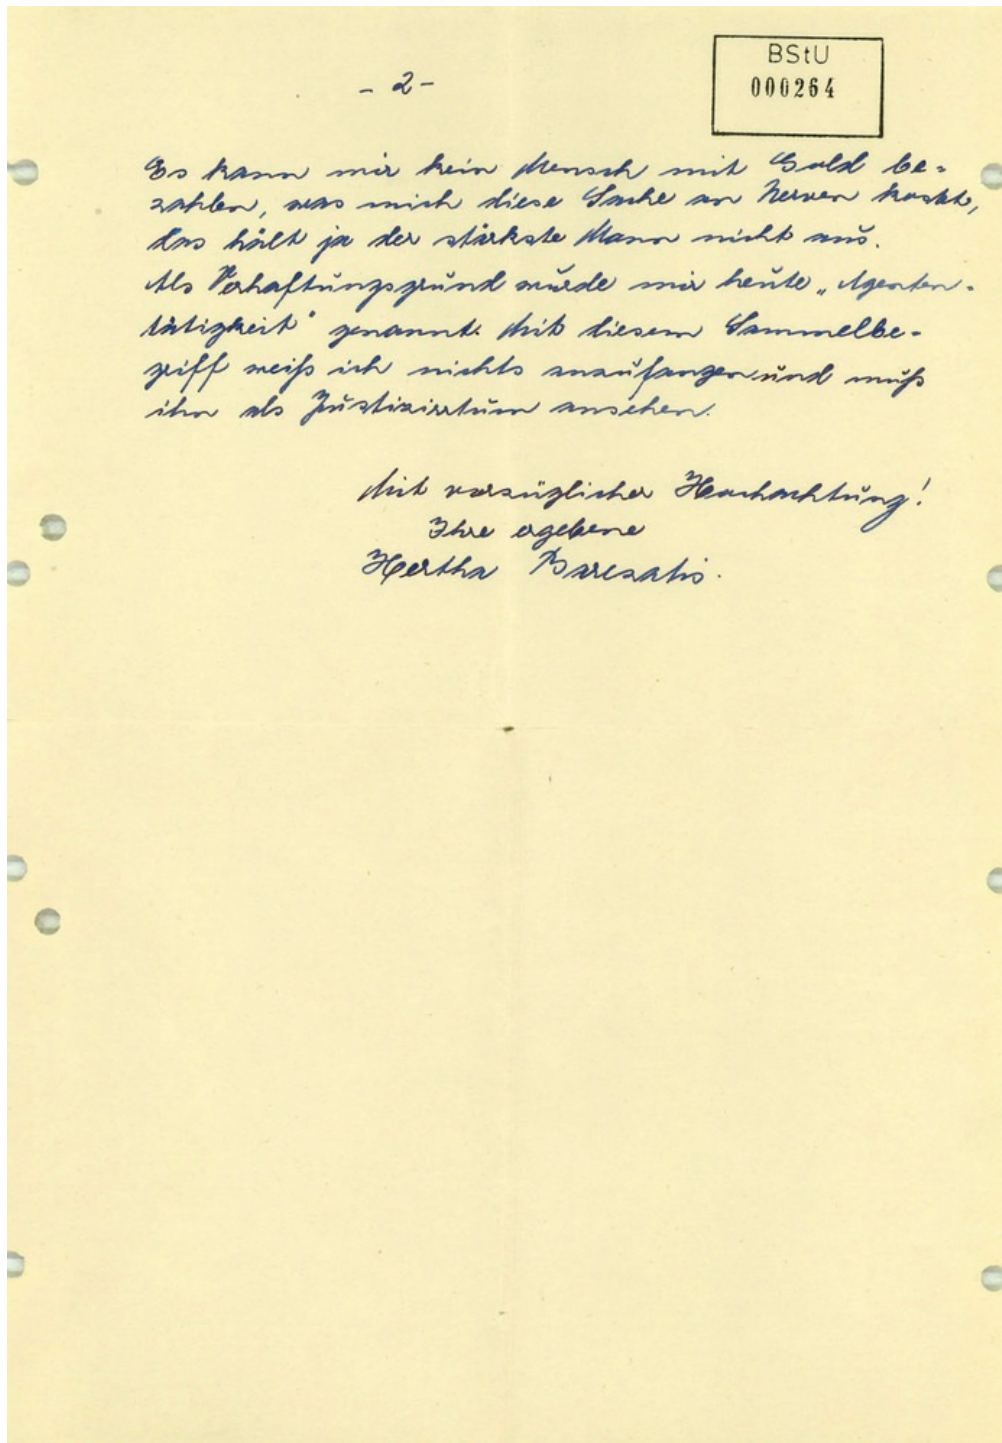 BStU
000264
- 2 -
Es kann mir kein Mensch mit Gold be-
zahlen, was mich diese Sache an Nerven kostet,
das hält ja der stärkste Mann nicht aus.
Als Verhaftungsgrund wurde mir heute „Agenten-
tätigkeit" genannt. Mit diesem Sammelbe-
griff weiß ich nichts anzufangen und muß
ihn als Justizirrtum ansehen.
Mit vorzüglicher Hochachtung!
Ihre ergebene
Hertha